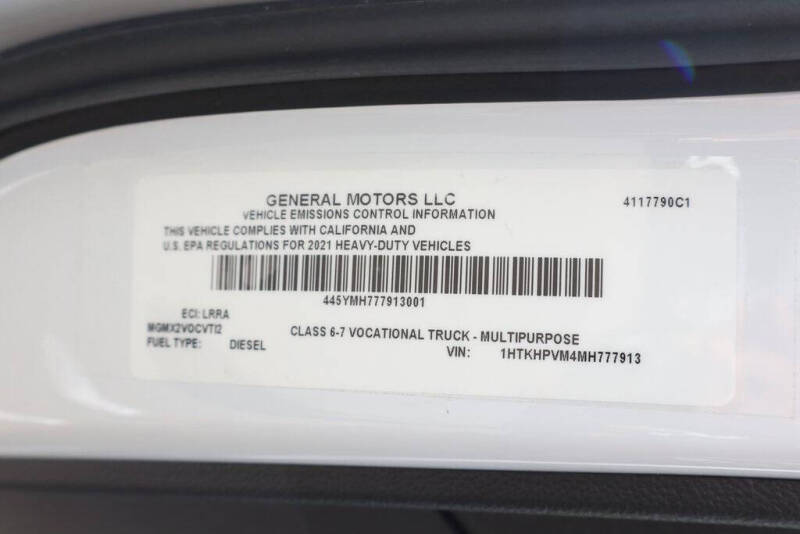 GENERAL MOTORS LLC
4117790C1
VEHICLE EMISSIONS CONTROL INFORMATION
THIS VEHICLE COMPLIES WITH CALIFORNIA AND
U.S. EPA REGULATIONS FOR 2021 HEAVY-DUTY VEHICLES
445YMH777913001
ECI: LRRA
MGMX2VOCVTI2
CLASS 6-7 VOCATIONAL TRUCK - MULTIPURPOSE
FUEL TYPE: DIESEL
VIN: 1HTKHPVM4MH777913